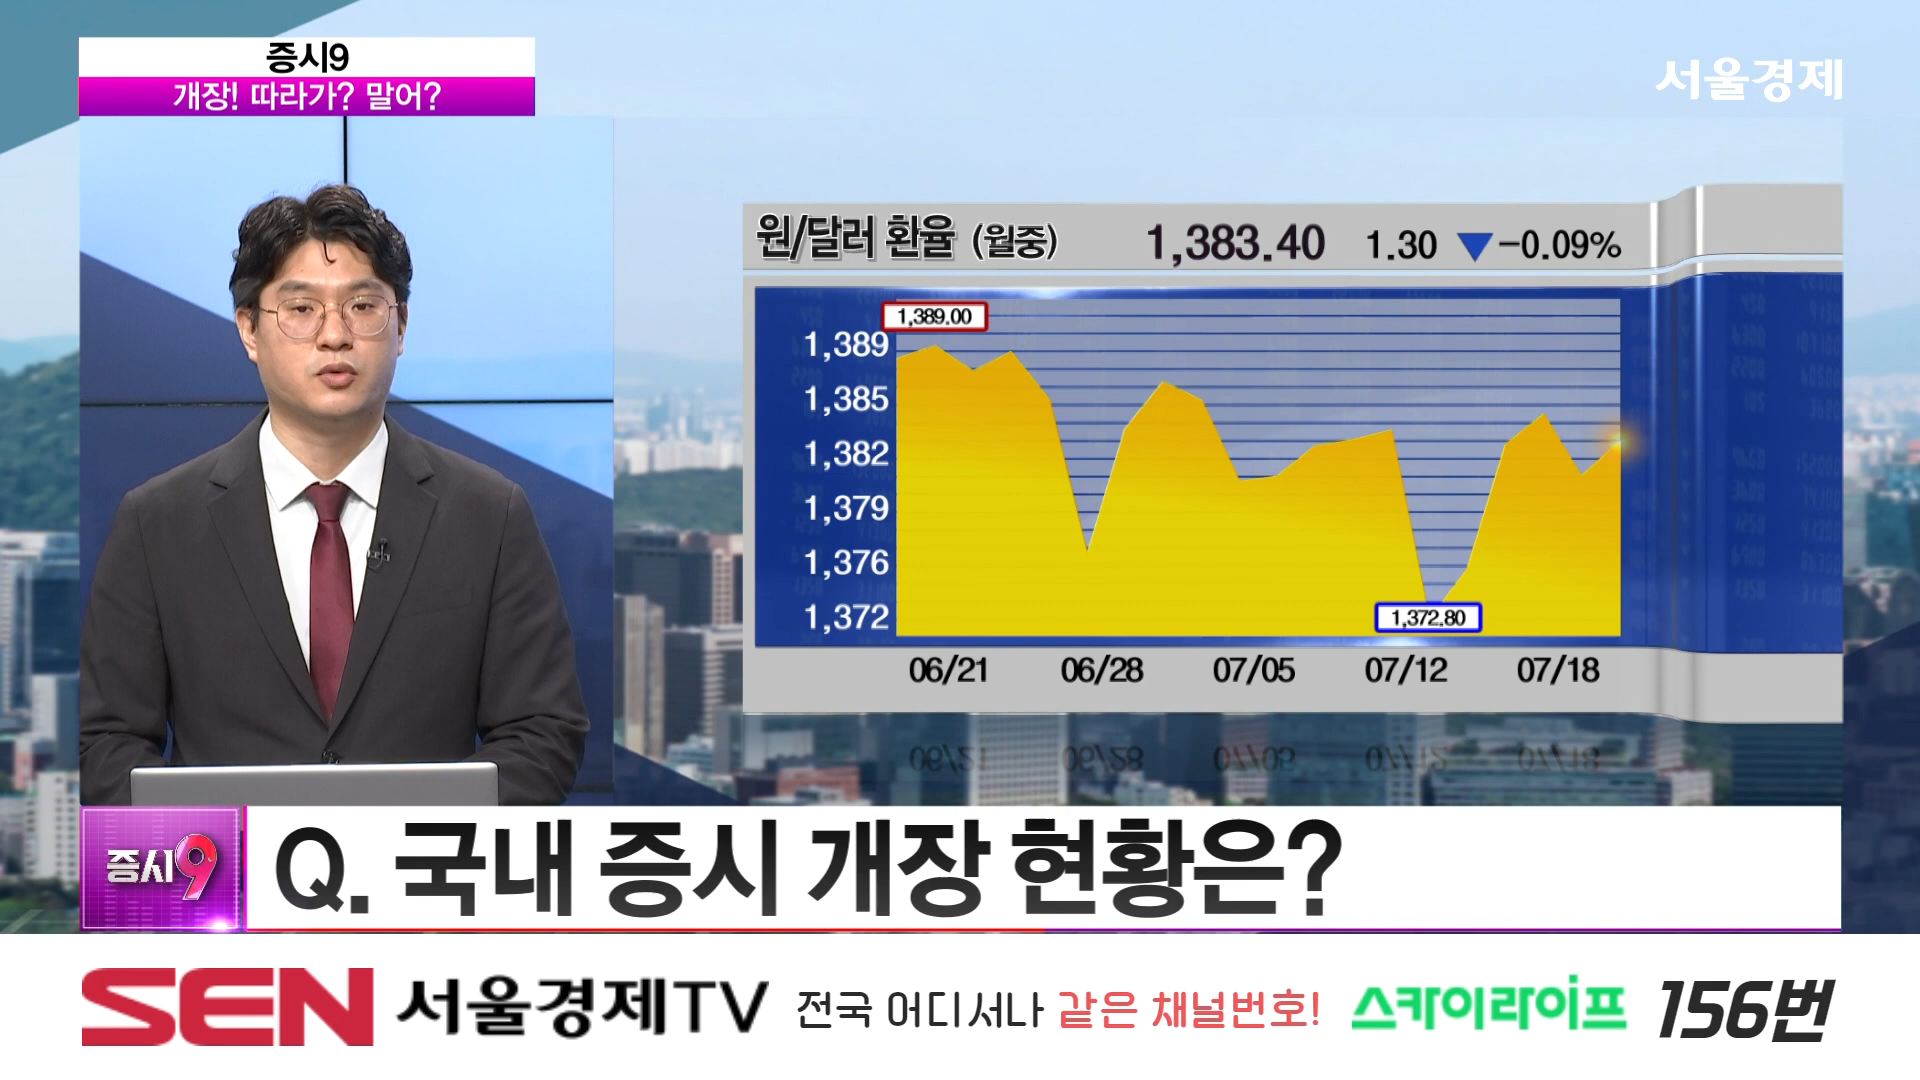 증시9
개장! 따라가? 말어?
서울경제
원/달러 환율 (월중) 1,383.40 1.30 ▼-0.09%
1,389.00
1,389
1,385
1,382
1,379
1,376
1,372
1,372.80
06/21 06/28 07/05 07/12 07/18
증시9
Q. 국내 증시 개장 현황은?
SEN 서울경제TV 전국 어디서나 같은 채널번호! 스카이라이프 156번